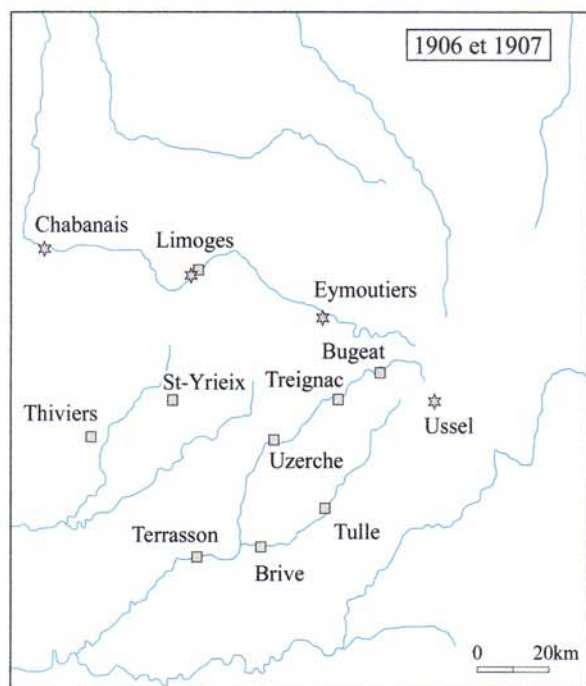 1906 et 1907
Chabanais
Limoges
Eymoutiers
Bugeat
St-Yrieix
Treignac
Thiviers
Ussel
Uzerche
Terrasson
Tulle
Brive
0 20km